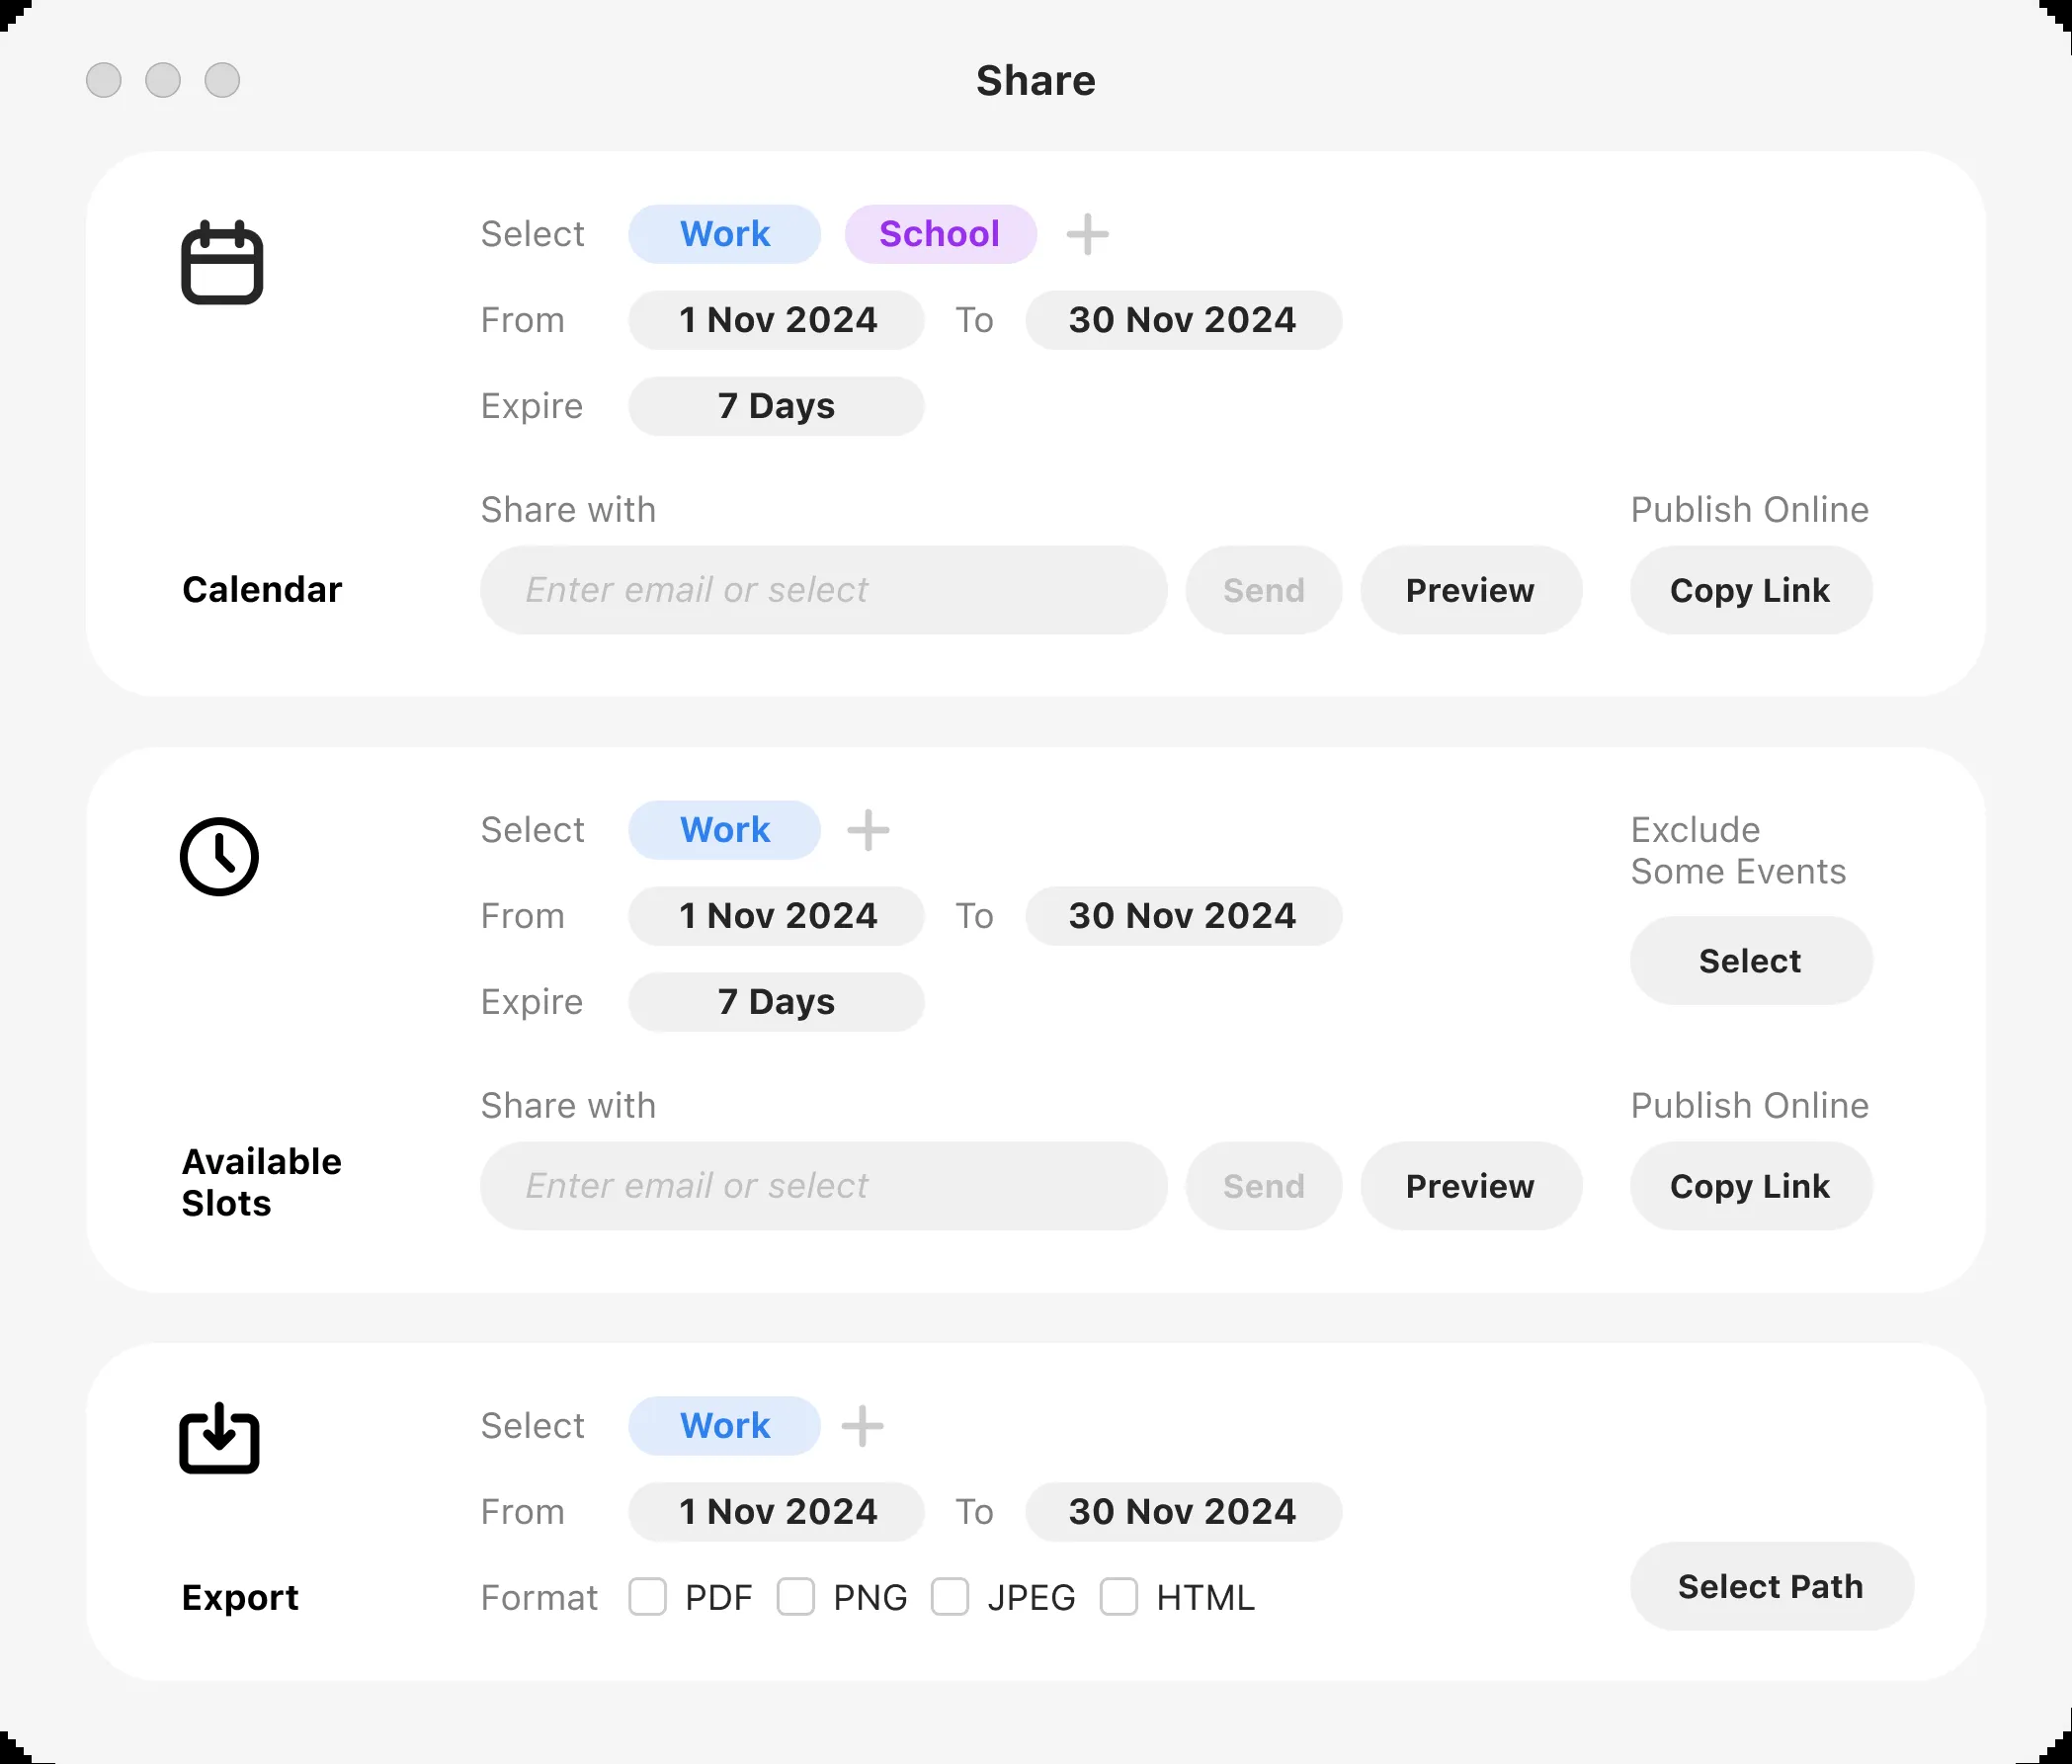 Share
Select Work School
From 1 Nov 2024 To 30 Nov 2024
Expire 7 Days
Share with Publish Online
Calendar Enter email or select Send Preview Copy Link
Select Work Exclude
Some Events
From 1 Nov 2024 To 30 Nov 2024
Select
Expire 7 Days
Share with Publish Online
Available
Slots
Enter email or select Send Preview Copy Link
Select Work
From 1 Nov 2024 To 30 Nov 2024
Export Format PDF PNG JPEG HTML Select Path